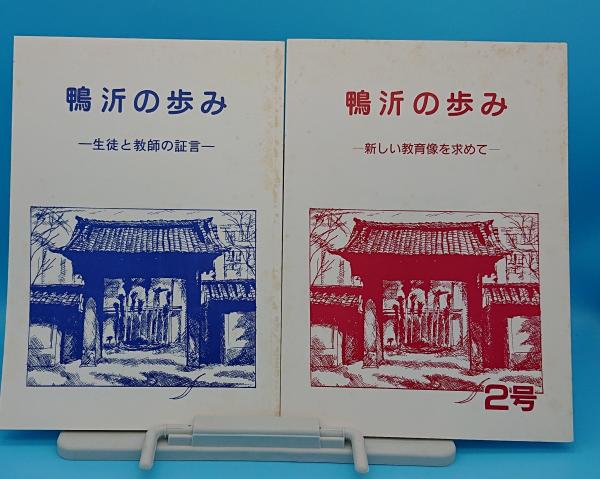 鴨沂の歩み
―生徒と教師の証言―
鴨沂の歩み
―新しい教育像を求めて―
2号